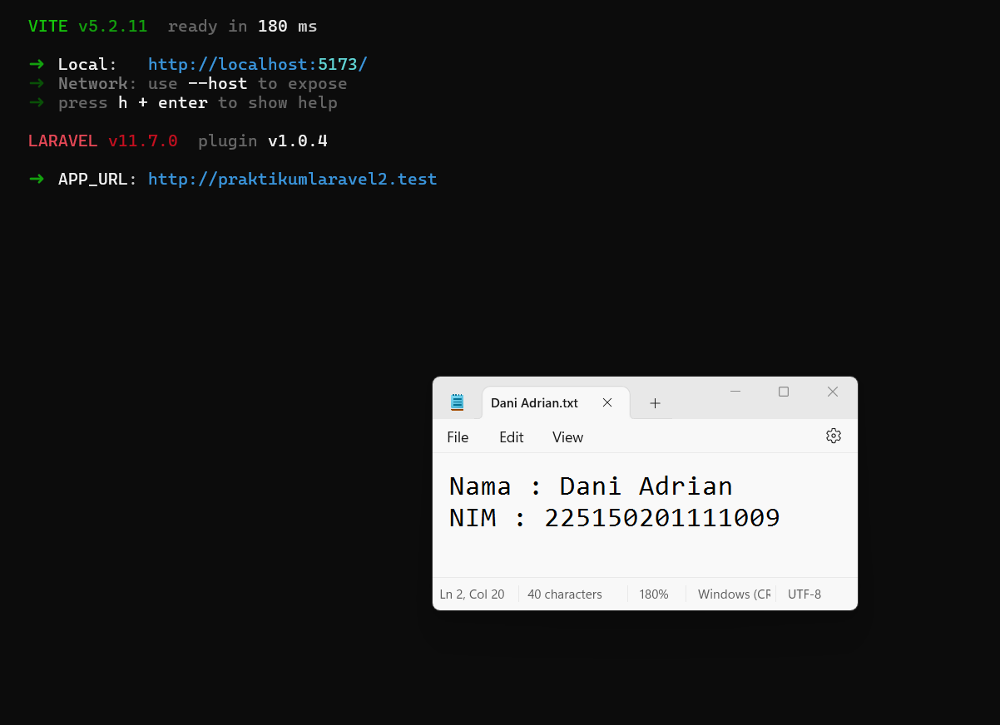 VITE v5.2.11  ready in 180 ms
➜ Local:   http://localhost:5173/
➜ Network: use --host to expose
➜ press h + enter to show help
LARAVEL v11.7.0  plugin v1.0.4
➜ APP_URL: http://praktikumlaravel2.test
Dani Adrian.txt
File Edit View
Nama : Dani Adrian
NIM : 225150201111009
Ln 2, Col 20 40 characters 180% Windows (CR UTF-8